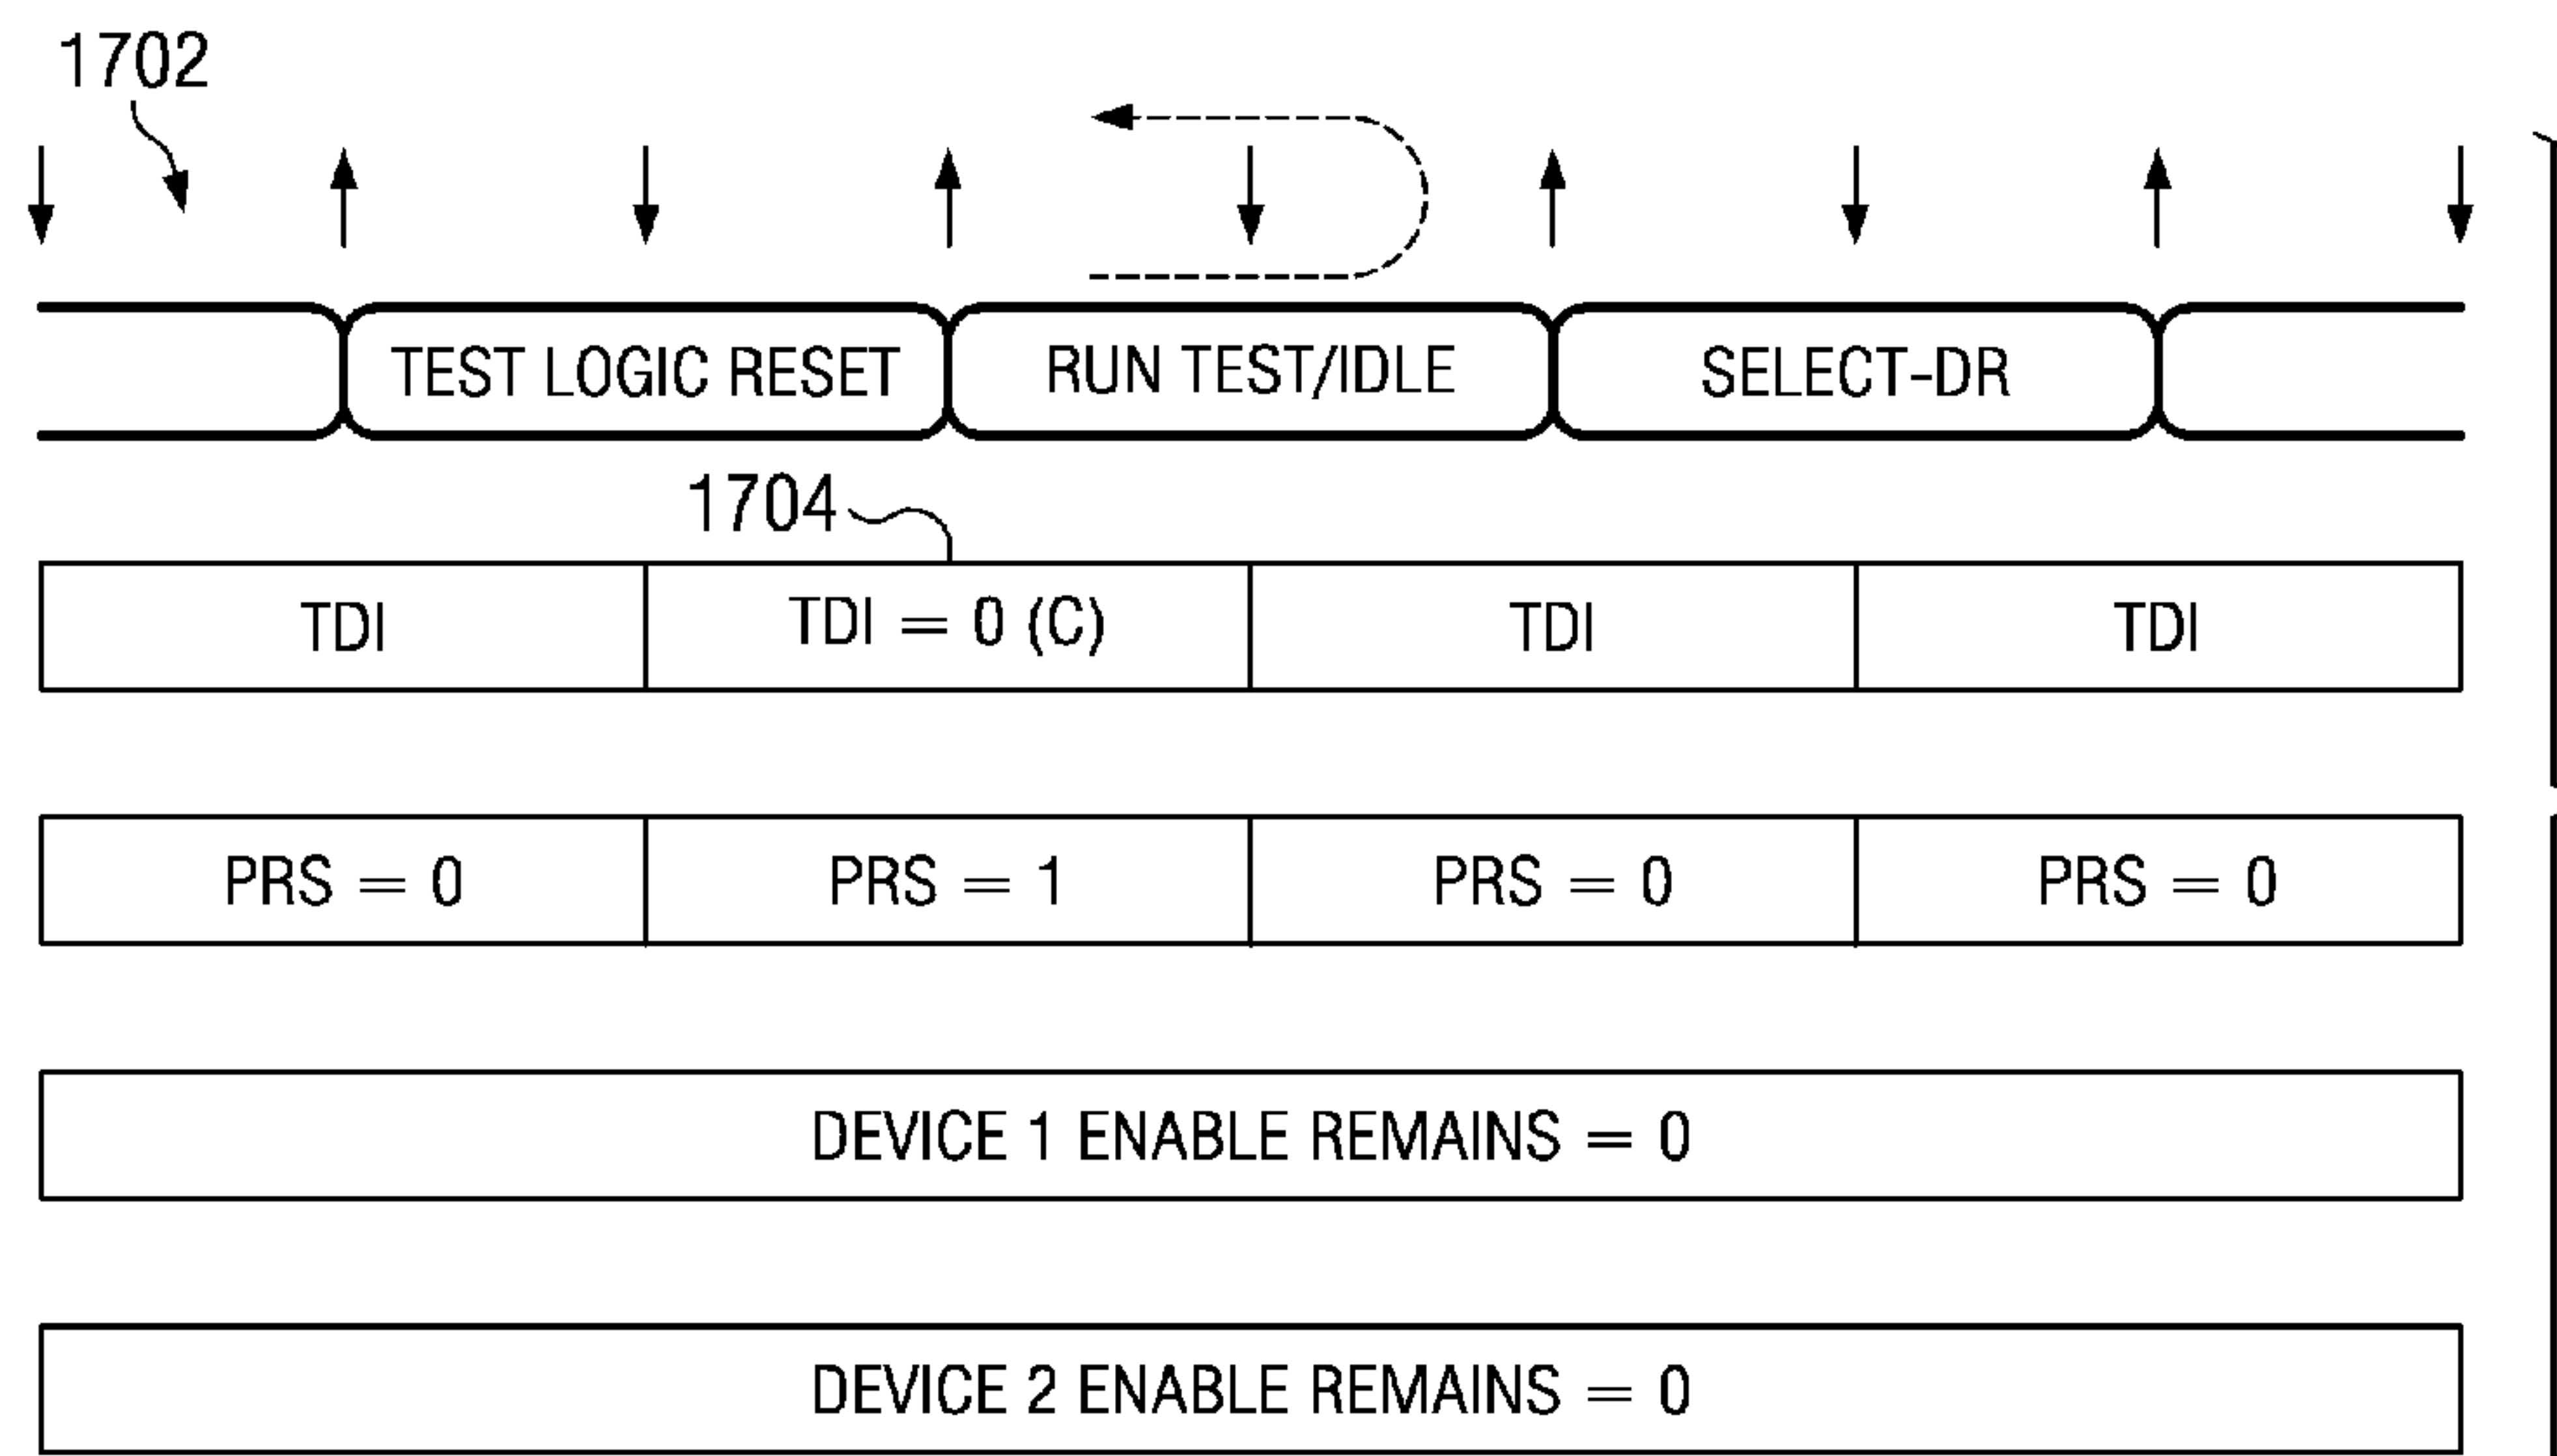 1702
TEST LOGIC RESET RUN TEST/IDLE SELECT-DR
1704
TDI TDI = 0 (C) TDI TDI
PRS = 0 PRS = 1 PRS = 0 PRS = 0
DEVICE 1 ENABLE REMAINS = 0
DEVICE 2 ENABLE REMAINS = 0